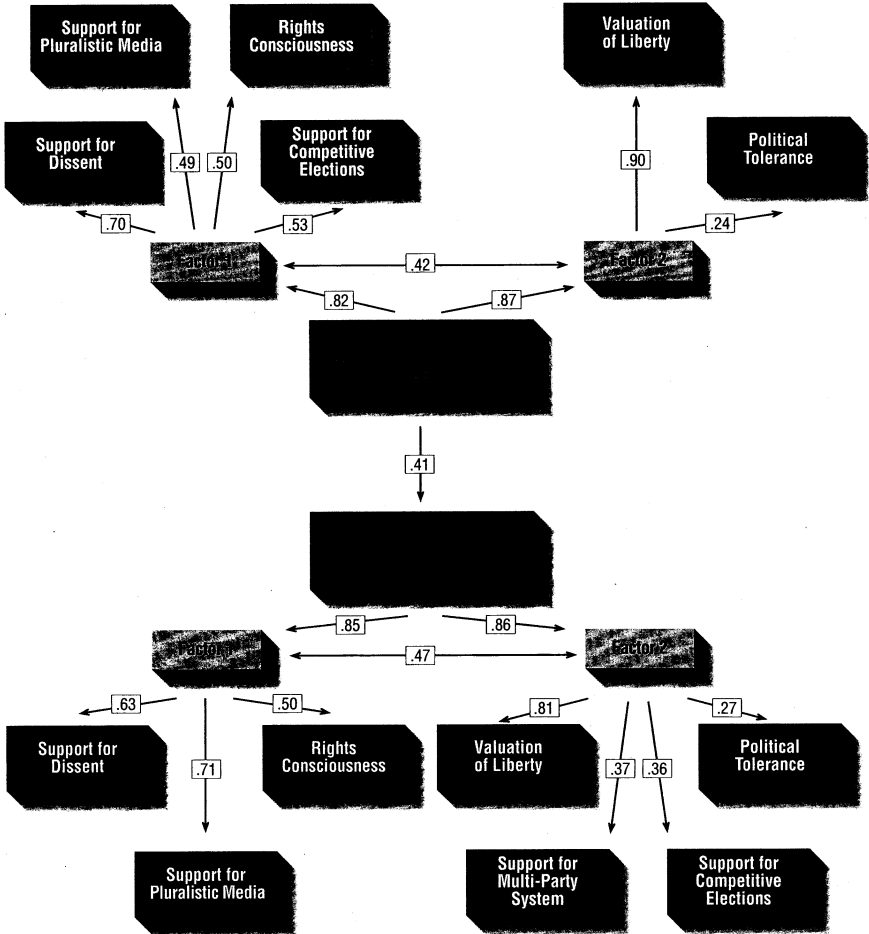 Support for
Pluralistic Media
Rights
Consciousness
Valuation
of Liberty
Support for
Dissent
.49
.50
Support for
Competitive
Elections
.90
Political
Tolerance
.70
.53
.24
Factor 1
.42
Factor 2
.82
.87
.41
.85
.86
Factor 1
.47
Factor 2
.63
.50
.81
.27
Support for
Dissent
.71
Rights
Consciousness
Valuation
of Liberty
.37
.36
Political
Tolerance
Support for
Pluralistic Media
Support for
Multi-Party
System
Support for
Competitive
Elections